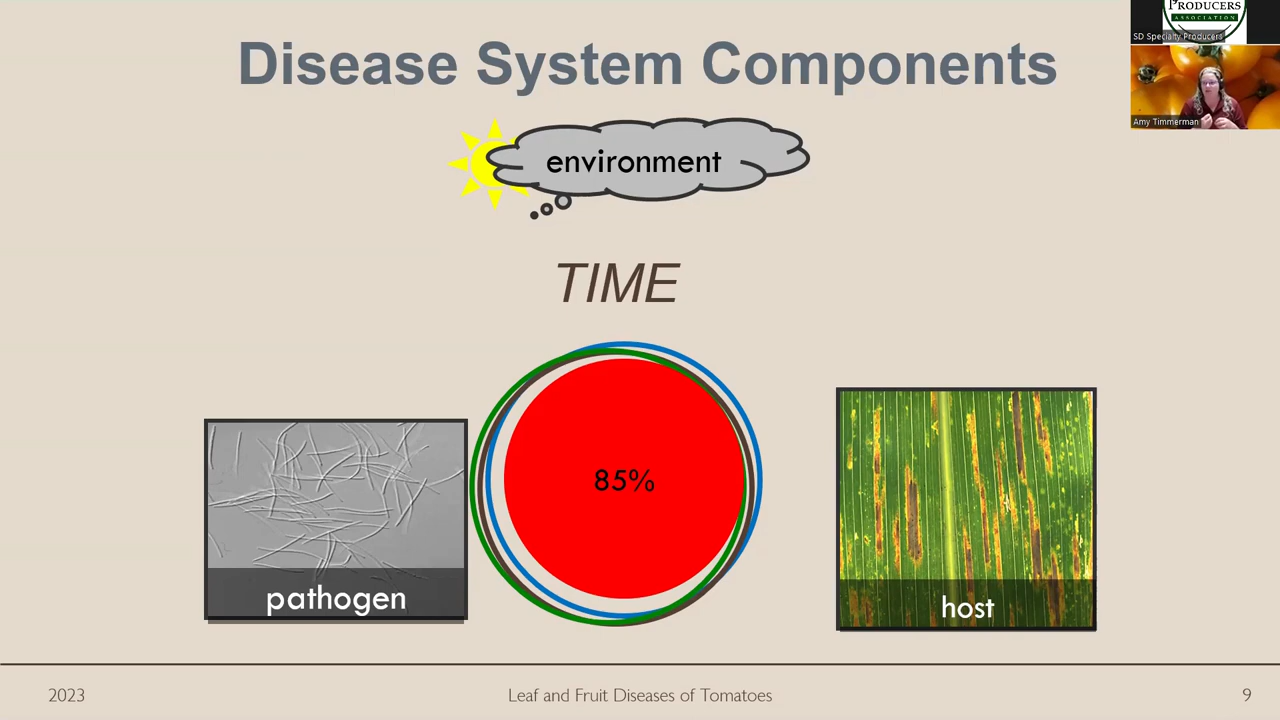 Disease System Components
PRODUCERS
ASSOCIATION
SD Specialty Producers
Amy Timmerman
environment
TIME
85%
pathogen
host
2023
Leaf and Fruit Diseases of Tomatoes
9